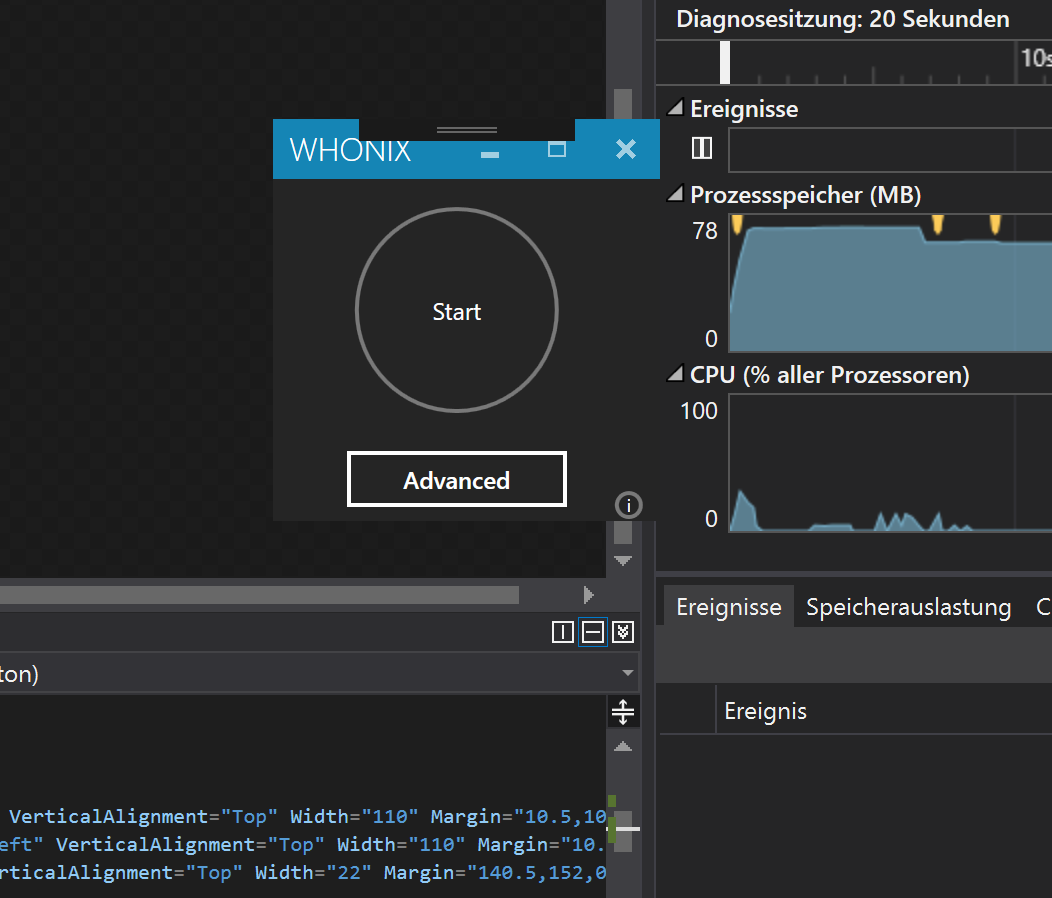 Diagnosesitzung: 20 Sekunden
Ereignisse
WHONIX
Prozessspeicher (MB)
78
0
Start
CPU (% aller Prozessoren)
100
0
Advanced
i
Ereignisse Speicherauslastung C
ton)
Ereignis
VerticalAlignment="Top" Width="110" Margin="10.5,10
eft" VerticalAlignment="Top" Width="110" Margin="10.
rticalAlignment="Top" Width="22" Margin="140.5,152,0